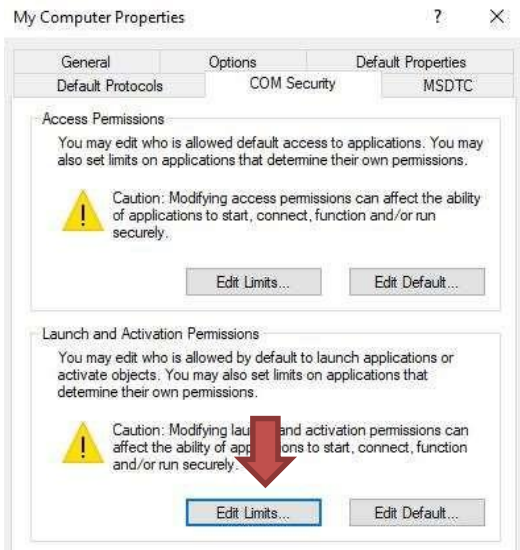 My Computer Properties ? ×
General Options Default Properties
Default Protocols COM Security MSDTC
Access Permissions
You may edit who is allowed default access to applications. You may
also set limits on applications that determine their own permissions.
Caution: Modifying access permissions can affect the ability
of applications to start, connect, function and/or run
securely.
Edit Limits... Edit Default...
Launch and Activation Permissions
You may edit who is allowed by default to launch applications or
activate objects. You may also set limits on applications that
determine their own permissions.
Caution: Modifying and activation permissions can
affect the ability of to start, connect, function
and/or run securely.
Edit Limits... Edit Default...